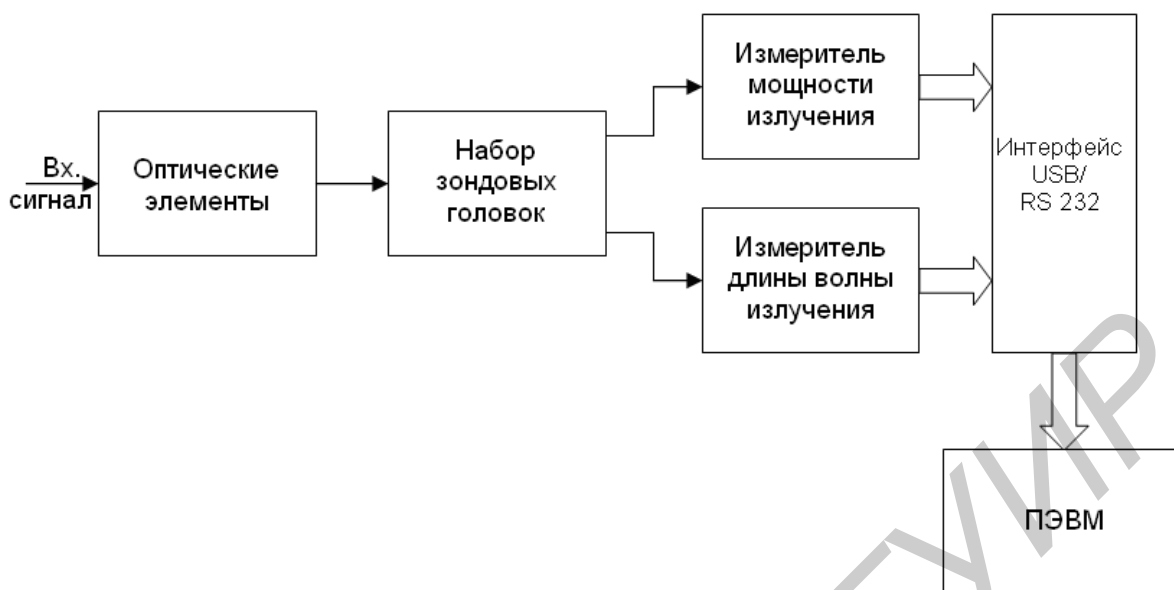 Вх.
сигнал
Оптические
элементы
Набор
зондовых
головок
Измеритель
мощности
излучения
Измеритель
длины волны
излучения
Интерфейс
USB/
RS 232
ПЭВМ
ГУИР